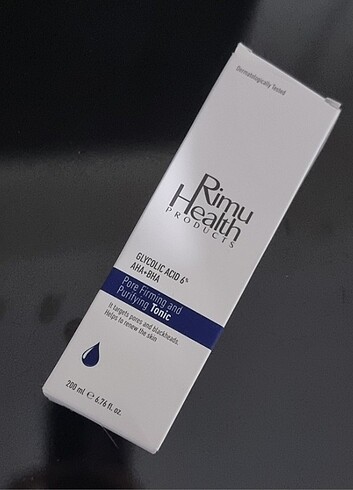 Dermatologically Tested
Rimu
Health
PRODUCTS
GLYCOLIC ACID 6%
AHA+BHA
Pore Firming and
Purifying Tonic
It targets pores and blackheads.
Helps to renew the skin
200 ml ℮ 6.76 fl. oz.